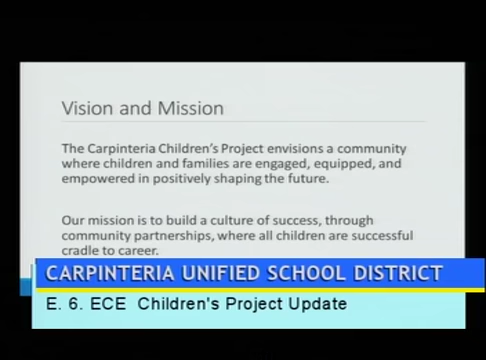 Vision and Mission
The Carpinteria Children's Project envisions a community
where children and families are engaged, equipped, and
empowered in positively shaping the future.
Our mission is to build a culture of success, through
community partnerships, where all children are successful
cradle to career.
CARPINTERIA UNIFIED SCHOOL DISTRICT
E. 6. ECE Children's Project Update